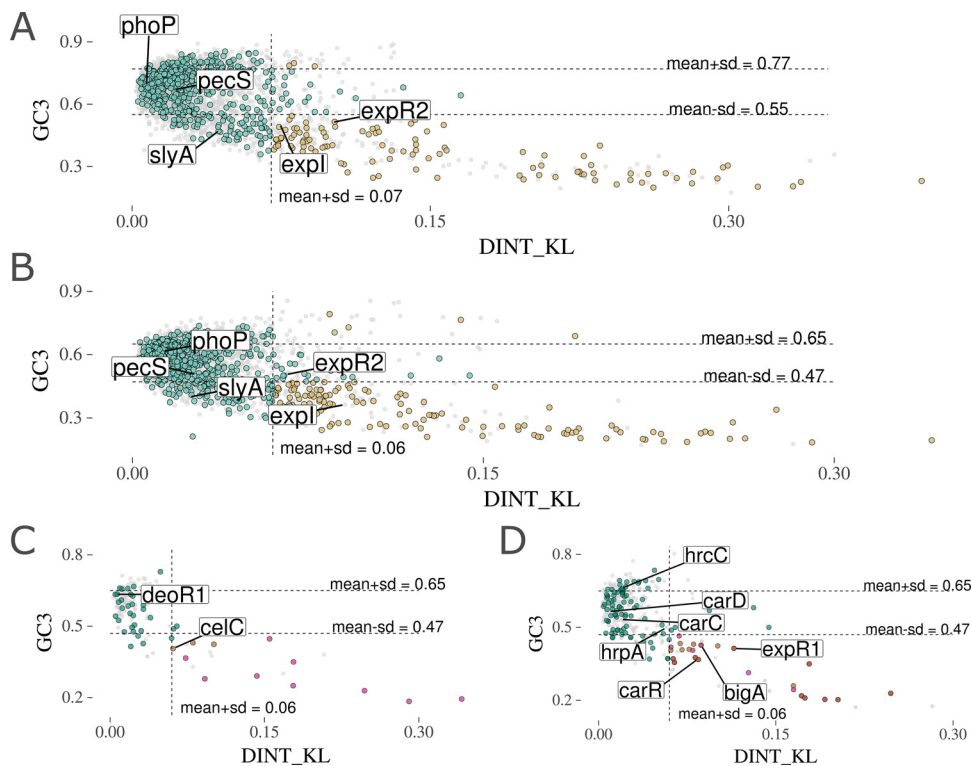 A
phoP
0.9
mean+sd = 0.77
pecS
0.6
GC3
mean-sd = 0.55
expR2
slyA
expI
0.3
mean+sd = 0.07
0.00
0.15
0.30
DINT_KL
B
0.9
phoP
mean+sd = 0.65
0.6
GC3
pecS
expR2
mean-sd = 0.47
slyA
expI
0.3
mean+sd = 0.06
0.00
0.15
0.30
DINT_KL
C
0.8
mean+sd = 0.65
deoR1
GC3
0.5
mean-sd = 0.47
celC
0.2
mean+sd = 0.06
0.00
0.15
0.30
DINT_KL
D
0.8
hrcC
mean+sd = 0.65
carD
GC3
carC
0.5
mean-sd = 0.47
hrpA
expR1
carR
bigA
0.2
mean+sd = 0.06
0.00
0.15
0.30
DINT_KL